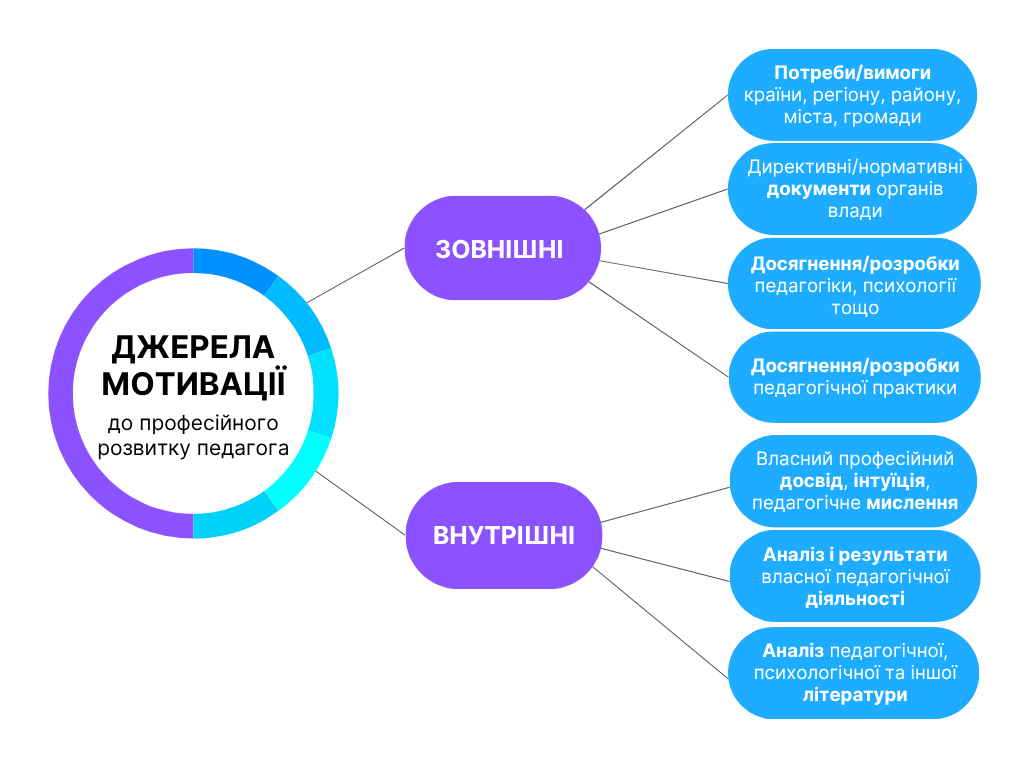 ДЖЕРЕЛА
МОТИВАЦІЇ
до професійного
розвитку педагога
ЗОВНІШНІ
Потреби/вимоги
країни, регіону, району,
міста, громади
Директивні/нормативні
документи органів
влади
Досягнення/розробки
педагогіки, психології
тощо
Досягнення/розробки
педагогічної практики
ВНУТРІШНІ
Власний професійний
досвід, інтуїція,
педагогічне мислення
Аналіз і результати
власної педагогічної
діяльності
Аналіз педагогічної,
психологічної та іншої
літератури